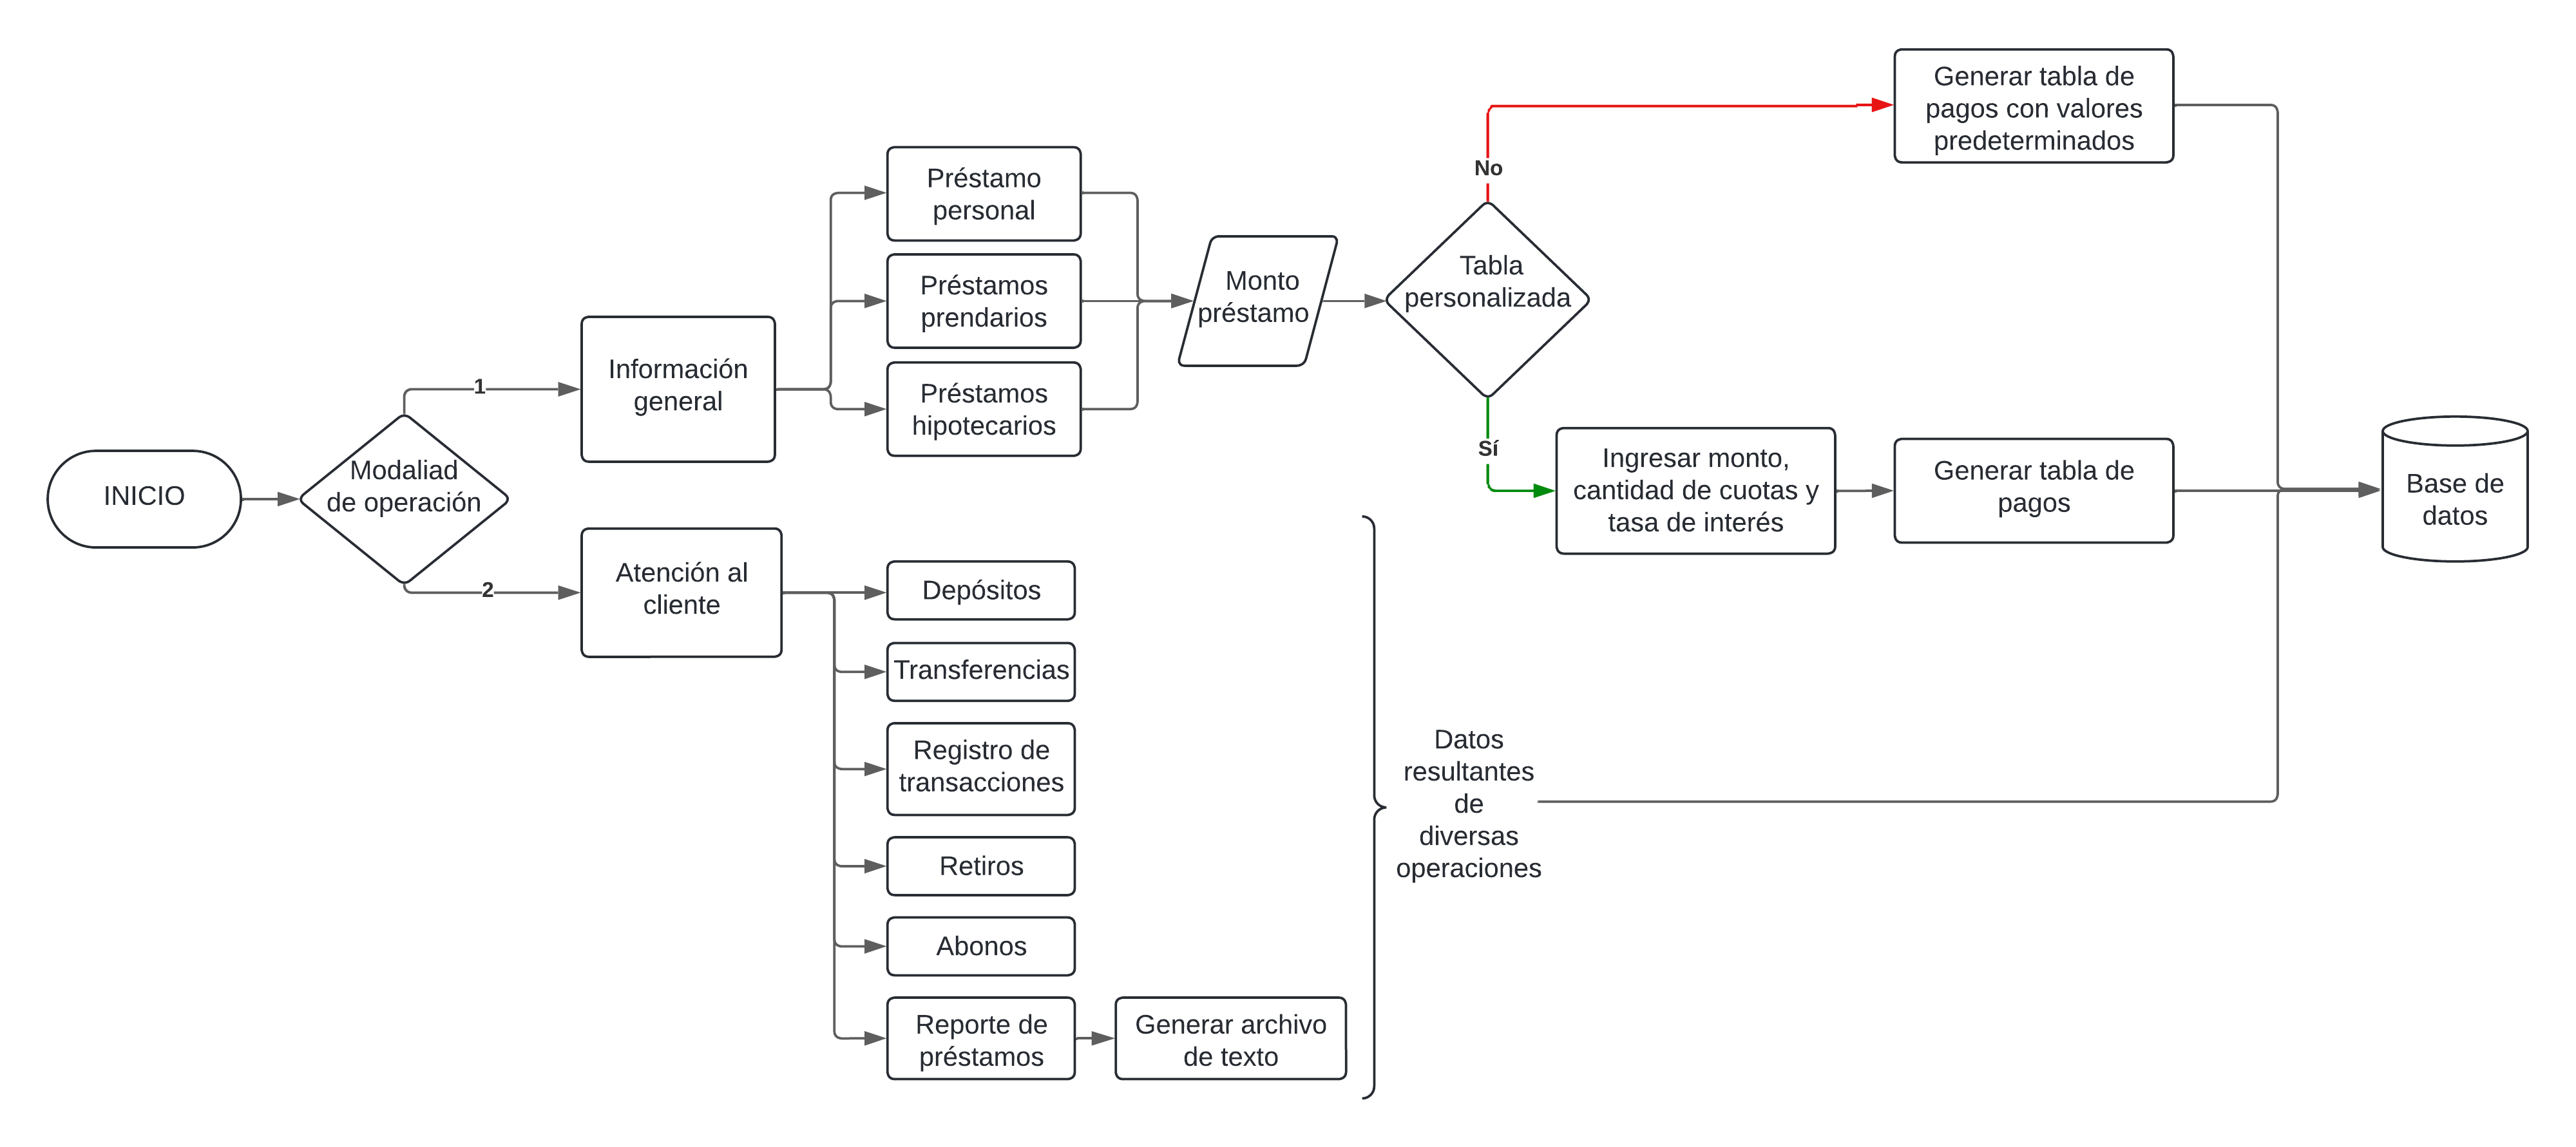 INICIO
Modaliad
de operación
1
2
Información
general
Atención al
cliente
Préstamo
personal
Préstamos
prendarios
Préstamos
hipotecarios
Monto
préstamo
Tabla
personalizada
No
Sí
Generar tabla de
pagos con valores
predeterminados
Ingresar monto,
cantidad de cuotas y
tasa de interés
Generar tabla de
pagos
Base de
datos
Depósitos
Transferencias
Registro de
transacciones
Retiros
Abonos
Reporte de
préstamos
Generar archivo
de texto
Datos
resultantes
de
diversas
operaciones